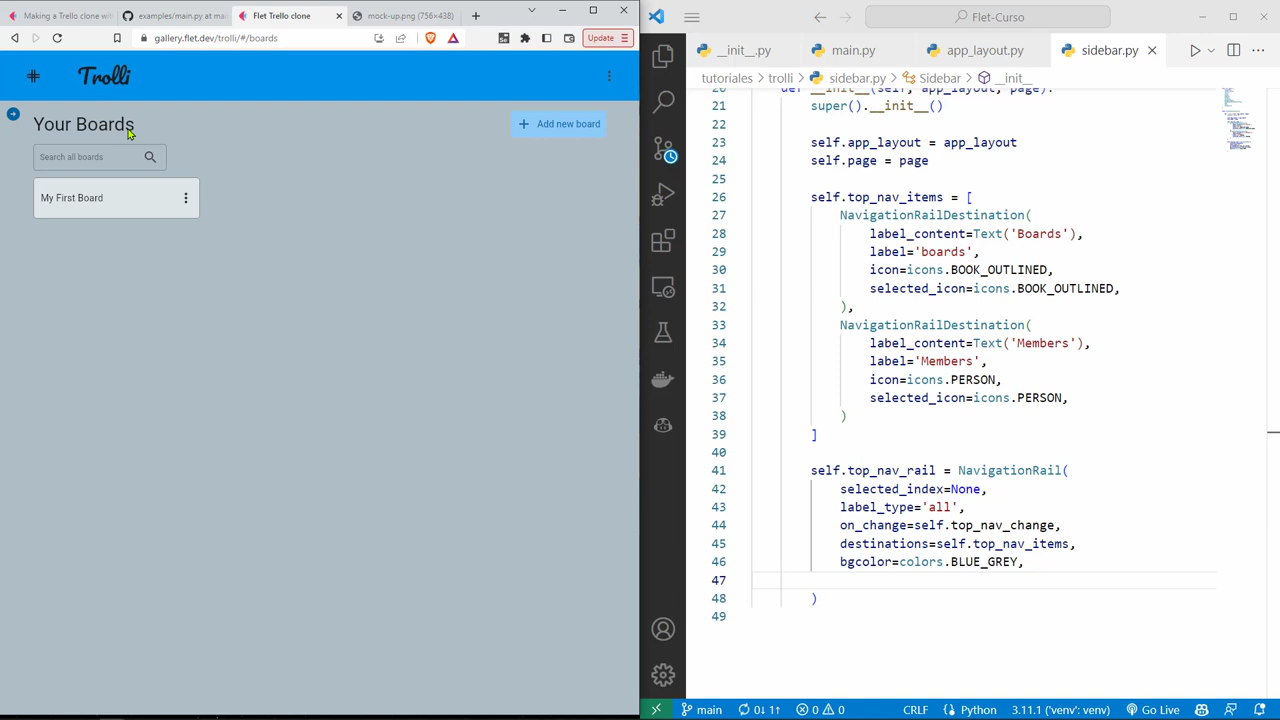 Making a Trello with
examples/main.py at ma
Flet Trello clone
mock-up.png (756×438)
gallery.flet.dev/trolli/#/boards
Update
Trolli
Your Boards
Add new board
Search all boards
My First Board
Flet-Curso
__init__.py
main.py
app_layout.py
sidebar.py
tutoriales > trolli > sidebar.py > Sidebar > __init__
20 def __init__(self, app_layout, page):
21 super().__init__()
22
23 self.app_layout = app_layout
24 self.page = page
25
26 self.top_nav_items = [
27 NavigationRailDestination(
28 label_content=Text('Boards'),
29 label='boards',
30 icon=icons.BOOK_OUTLINED,
31 selected_icon=icons.BOOK_OUTLINED,
32 ),
33 NavigationRailDestination(
34 label_content=Text('Members'),
35 label='Members',
36 icon=icons.PERSON,
37 selected_icon=icons.PERSON,
38 )
39 ]
40
41 self.top_nav_rail = NavigationRail(
42 selected_index=None,
43 label_type='all',
44 on_change=self.top_nav_change,
45 destinations=self.top_nav_items,
46 bgcolor=colors.BLUE_GREY,
47
48 )
49
main
0↓ 1↑
0
0
CRLF
Python
3.11.1 ('venv': venv)
Go Live